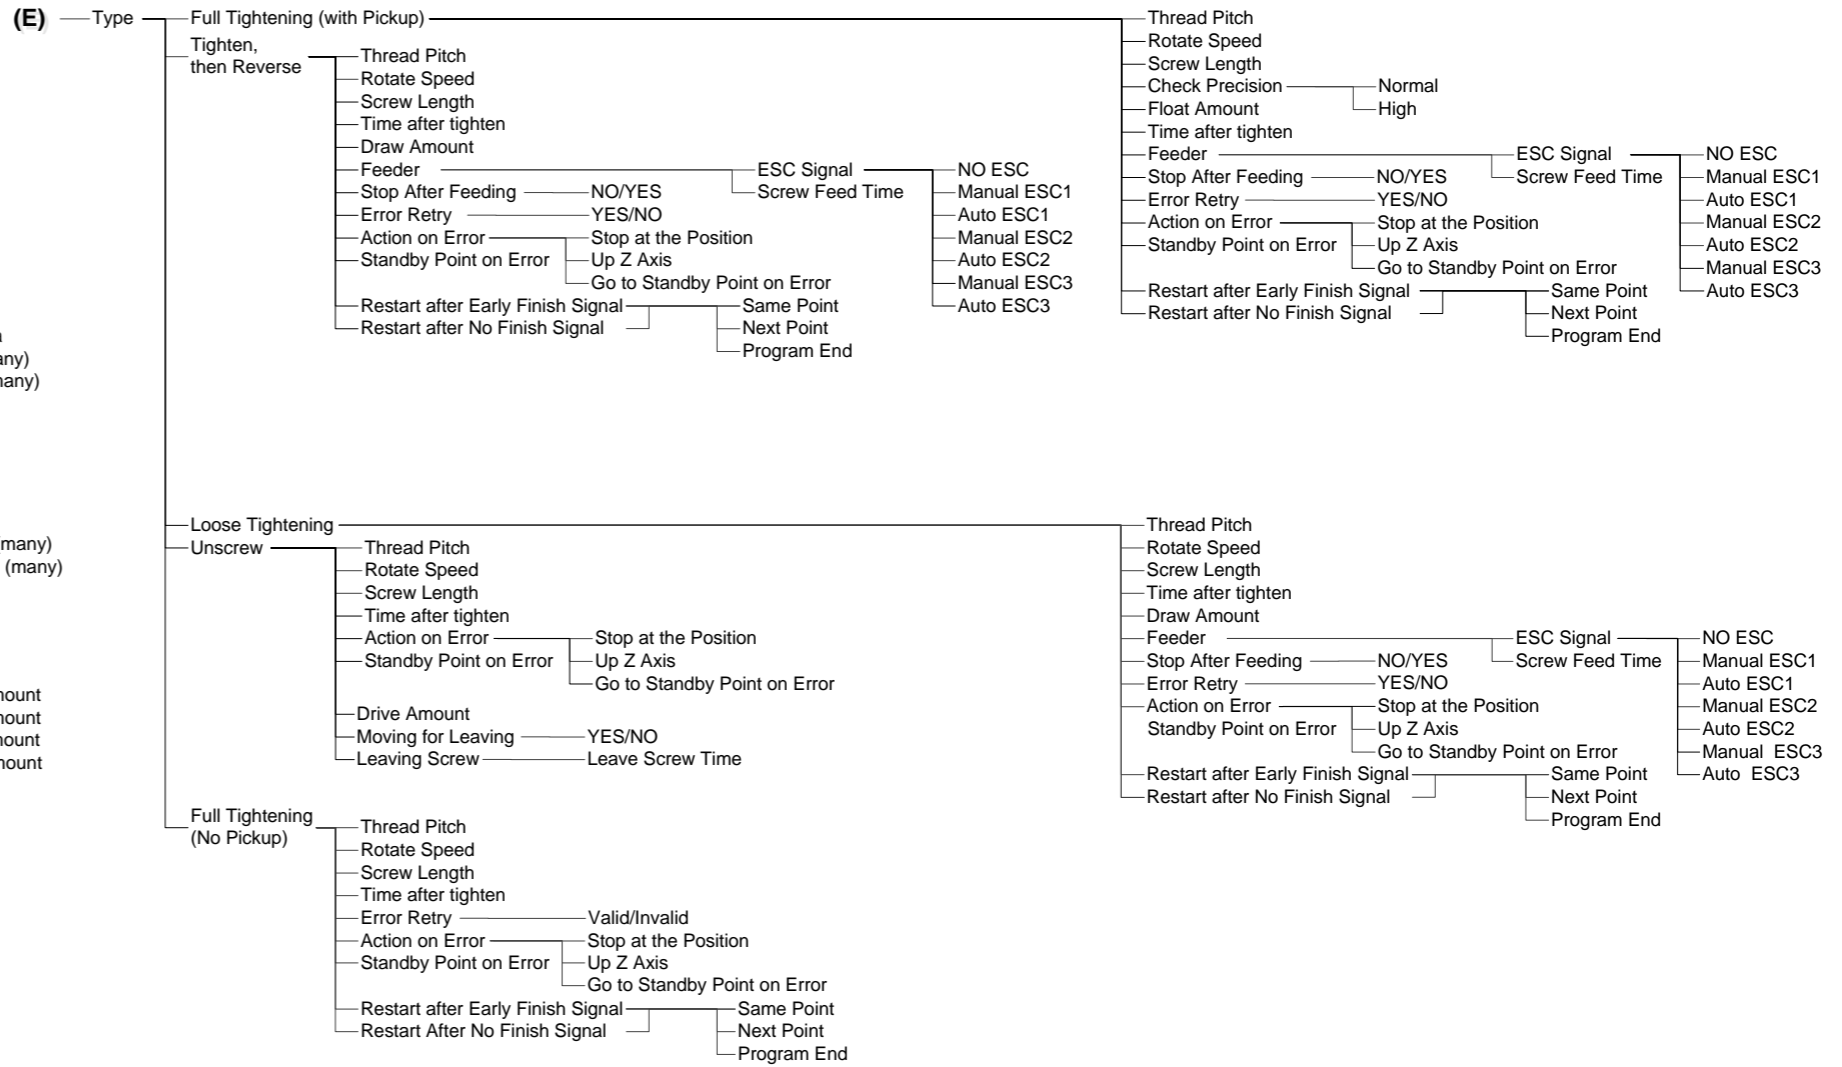 (E) Type Full Tightening (with Pickup)
Thread Pitch
Rotate Speed
Screw Length
Check Precision Normal
High
Float Amount
Time after tighten
Feeder ESC Signal NO ESC
Screw Feed Time Manual ESC1
Auto ESC1
Manual ESC2
Auto ESC2
Manual ESC3
Auto ESC3
Stop After Feeding NO/YES
Error Retry YES/NO
Action on Error Stop at the Position
Standby Point on Error Up Z Axis
Go to Standby Point on Error
Restart after Early Finish Signal Same Point
Restart after No Finish Signal Next Point
Program End
Tighten,
then Reverse
Thread Pitch
Rotate Speed
Screw Length
Time after tighten
Draw Amount
Feeder ESC Signal NO ESC
Screw Feed Time Manual ESC1
Auto ESC1
Manual ESC2
Auto ESC2
Manual ESC3
Auto ESC3
Stop After Feeding NO/YES
Error Retry YES/NO
Action on Error Stop at the Position
Standby Point on Error Up Z Axis
Go to Standby Point on Error
Restart after Early Finish Signal Same Point
Restart after No Finish Signal Next Point
Program End
many)
(many)
Loose Tightening
Thread Pitch
Rotate Speed
Screw Length
Time after tighten
Draw Amount
Feeder ESC Signal NO ESC
Screw Feed Time Manual ESC1
Auto ESC1
Manual ESC2
Auto ESC2
Manual ESC3
Auto ESC3
Stop After Feeding NO/YES
Error Retry YES/NO
Action on Error Stop at the Position
Standby Point on Error Up Z Axis
Go to Standby Point on Error
Restart after Early Finish Signal Same Point
Restart after No Finish Signal Next Point
Program End
Unscrew
Thread Pitch
Rotate Speed
Screw Length
Time after tighten
Action on Error Stop at the Position
Standby Point on Error Up Z Axis
Go to Standby Point on Error
Drive Amount
Moving for Leaving YES/NO
Leaving Screw Leave Screw Time
Full Tightening
(No Pickup)
Thread Pitch
Rotate Speed
Screw Length
Time after tighten
Error Retry Valid/Invalid
Action on Error Stop at the Position
Standby Point on Error Up Z Axis
Go to Standby Point on Error
Restart after Early Finish Signal Same Point
Restart After No Finish Signal Next Point
Program End